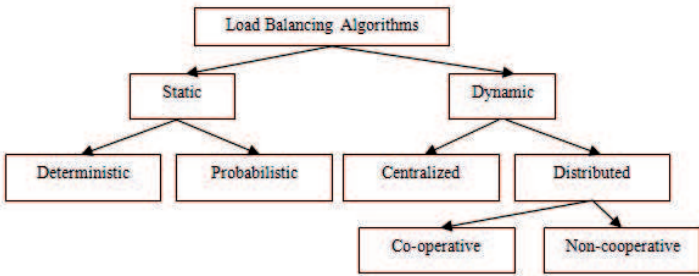 Load Balancing Algorithms
Static
Dynamic
Deterministic
Probabilistic
Centralized
Distributed
Co-operative
Non-cooperative